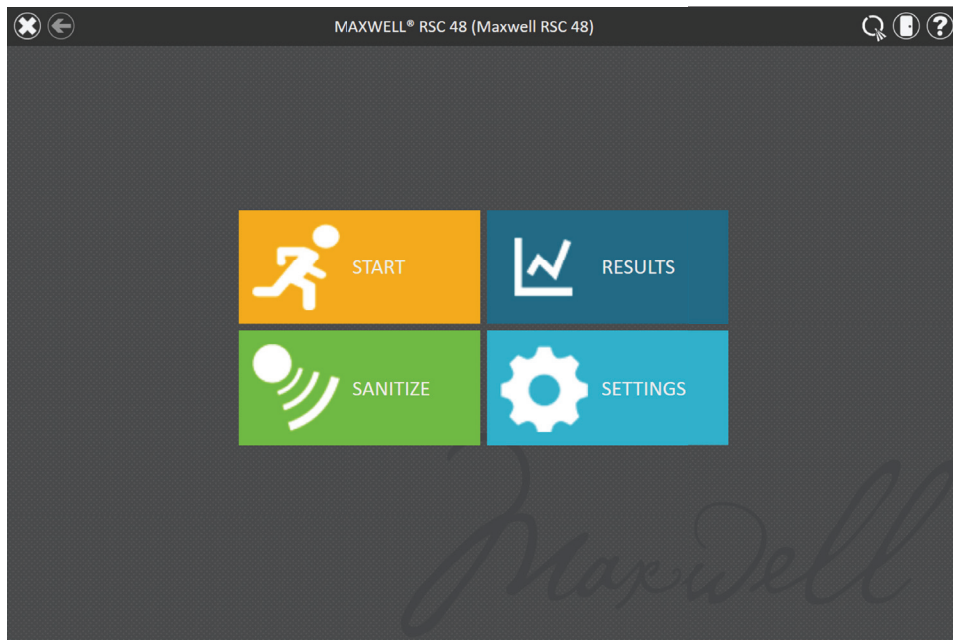 MAXWELL® RSC 48 (Maxwell RSC 48)
?
START
RESULTS
SANITIZE
SETTINGS
Maxwell